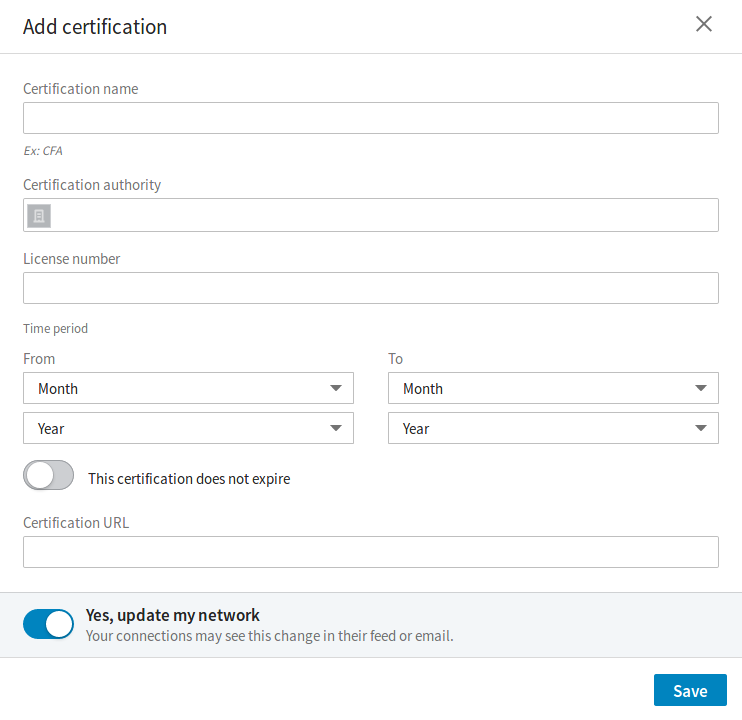 Add certification
Certification name
Ex: CFA
Certification authority
License number
Time period
From To
Month Month
Year Year
This certification does not expire
Certification URL
Yes, update my network
Your connections may see this change in their feed or email.
Save